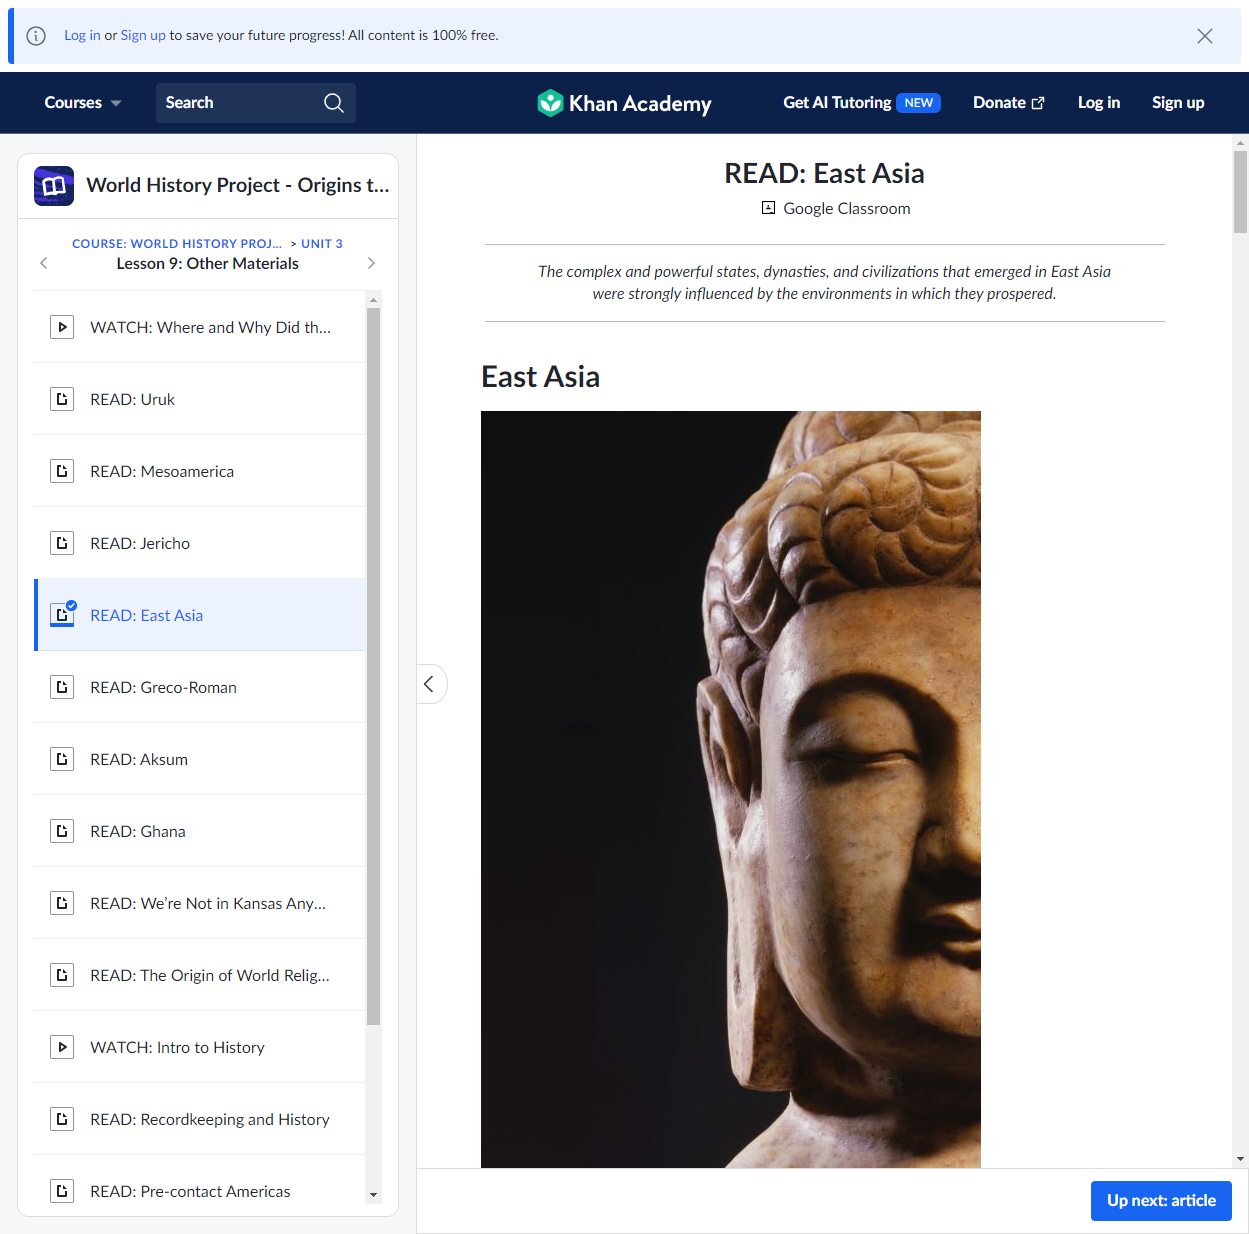 Log in or Sign up to save your future progress! All content is 100% free.
Courses
Search
Khan Academy
Get AI Tutoring NEW
Donate
Log in
Sign up
World History Project - Origins t...
COURSE: WORLD HISTORY PROJ... > UNIT 3
Lesson 9: Other Materials
WATCH: Where and Why Did th...
READ: Uruk
READ: Mesoamerica
READ: Jericho
READ: East Asia
READ: Greco-Roman
READ: Aksum
READ: Ghana
READ: We’re Not in Kansas Any...
READ: The Origin of World Relig...
WATCH: Intro to History
READ: Recordkeeping and History
READ: Pre-contact Americas
READ: East Asia
Google Classroom
The complex and powerful states, dynasties, and civilizations that emerged in East Asia
were strongly influenced by the environments in which they prospered.
East Asia
Up next: article